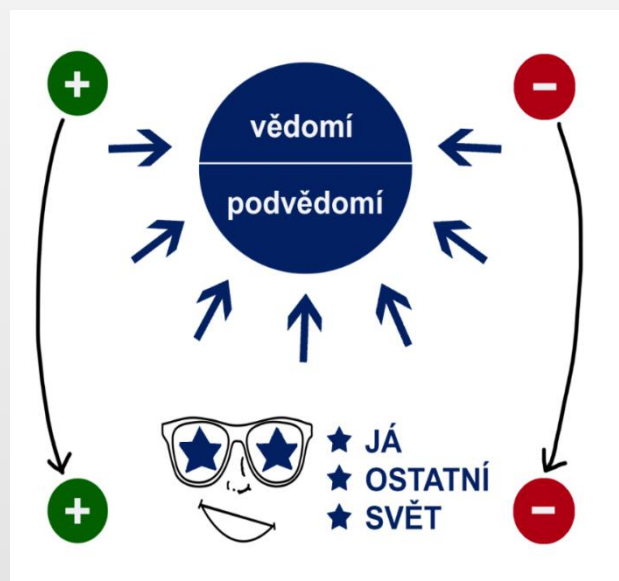 +
−
vědomí
podvědomí
JÁ
OSTATNÍ
SVĚT
+
−